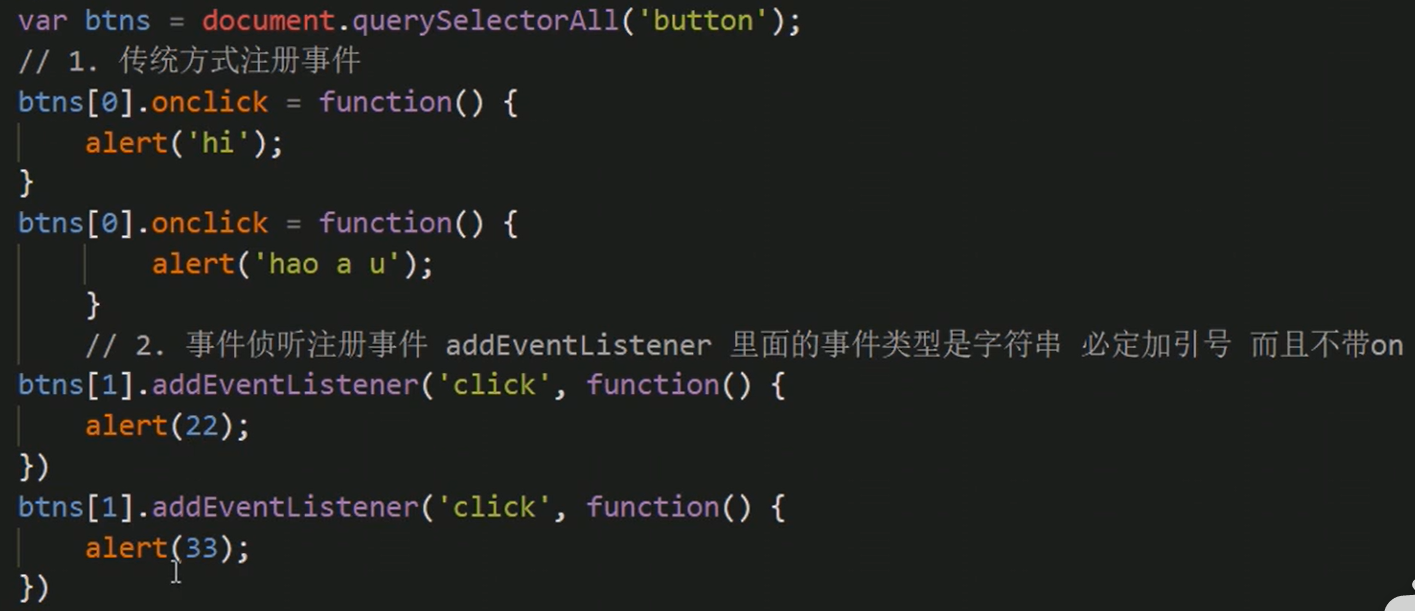 var btns = document.querySelectorAll('button');
// 1. 传统方式注册事件
btns[0].onclick = function() {
    alert('hi');
}
btns[0].onclick = function() {
        alert('hao a u');
    }
    // 2. 事件侦听注册事件 addEventListener 里面的事件类型是字符串 必定加引号 而且不带on
btns[1].addEventListener('click', function() {
    alert(22);
})
btns[1].addEventListener('click', function() {
    alert(33);
})